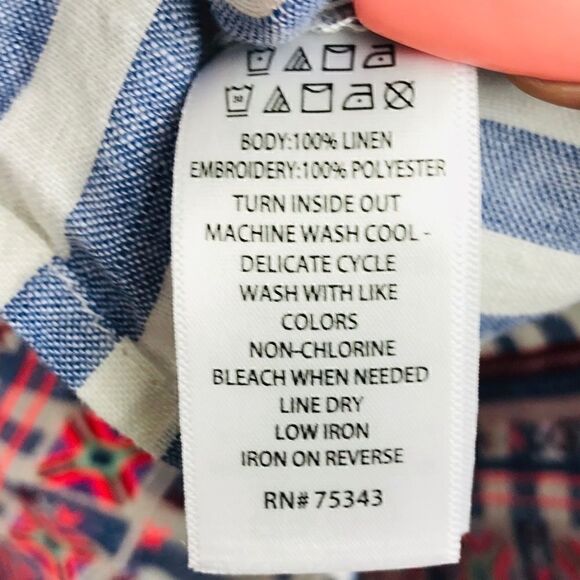 BODY:100% LINEN
EMBROIDERY:100% POLYESTER
TURN INSIDE OUT
MACHINE WASH COOL -
DELICATE CYCLE
WASH WITH LIKE
COLORS
NON-CHLORINE
BLEACH WHEN NEEDED
LINE DRY
LOW IRON
IRON ON REVERSE
RN# 75343